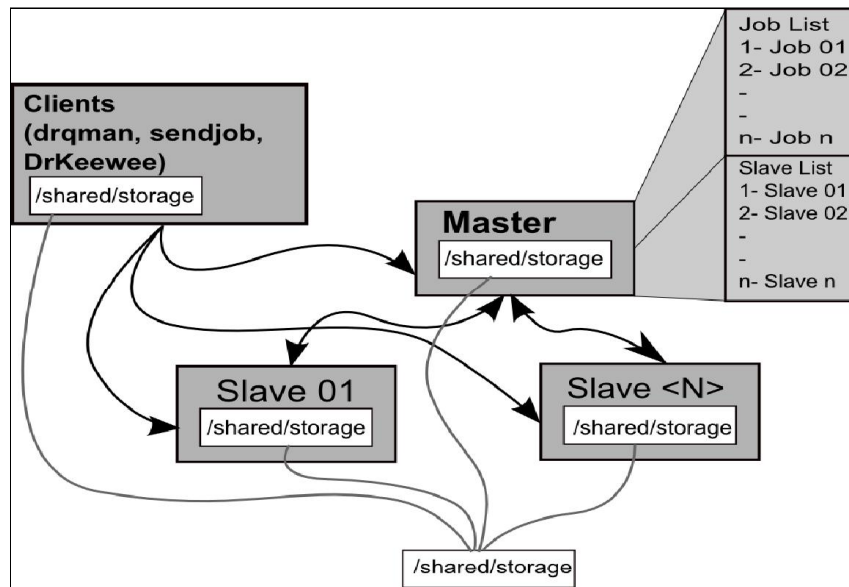 Clients
(drqman, sendjob,
DrKeewee)
/shared/storage
Master
/shared/storage
Job List
1- Job 01
2- Job 02
-
-
n- Job n
Slave List
1- Slave 01
2- Slave 02
-
-
n- Slave n
Slave 01
/shared/storage
Slave <N>
/shared/storage
/shared/storage